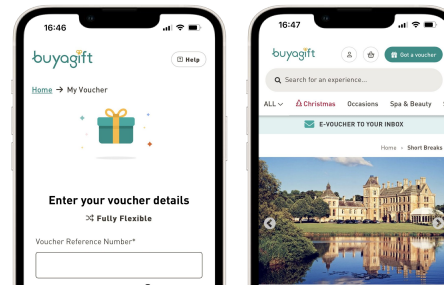 16:46
buyagift
Help
Home → My Voucher
Enter your voucher details
Fully Flexible
Voucher Reference Number*
16:47
buyagift
Got a voucher
Search for an experience...
ALL Christmas Occasions Spa & Beauty
E-VOUCHER TO YOUR INBOX
Home • Short Breaks